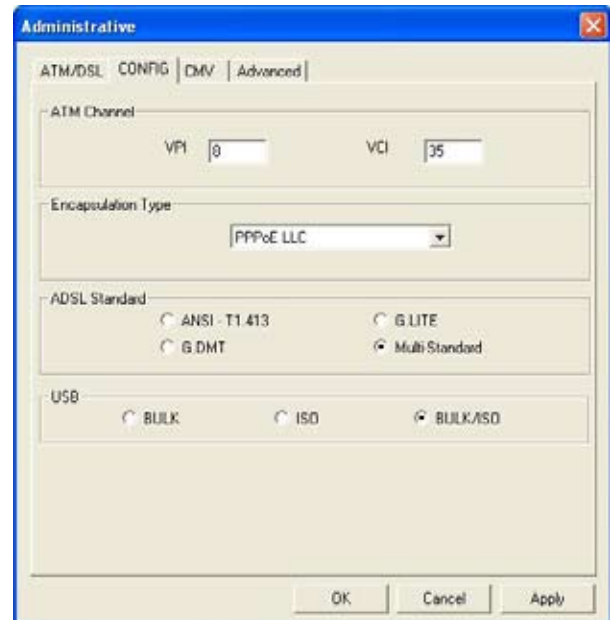 Administrative
ATM/DSL CONFIG CMV Advanced
ATM Channel
VPI 8 VCI 35
Encapsulation Type
PPPoE LLC
ADSL Standard
ANSI - T1.413 G.LITE
G.DMT Multi-Standard
USB
BULK ISO BULK/ISO
OK Cancel Apply